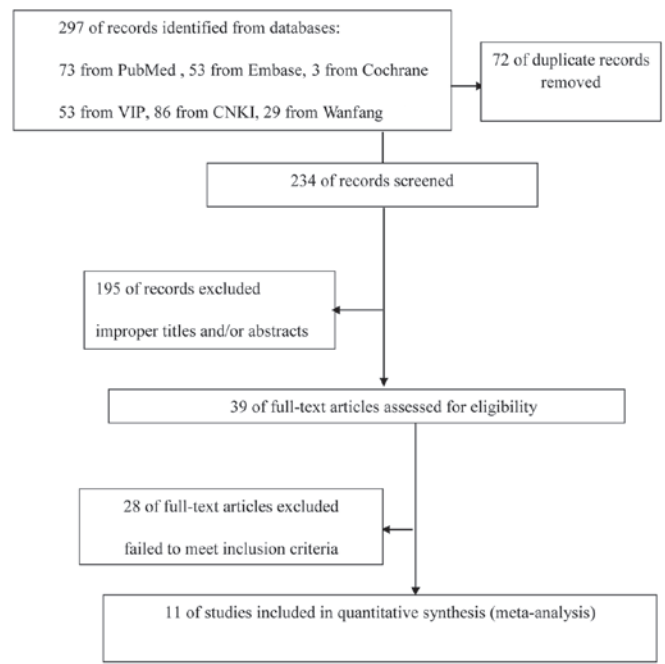 297 of records identified from databases:
73 from PubMed , 53 from Embase, 3 from Cochrane
53 from VIP, 86 from CNKI, 29 from Wanfang
72 of duplicate records
removed
234 of records screened
195 of records excluded
improper titles and/or abstracts
39 of full-text articles assessed for eligibility
28 of full-text articles excluded
failed to meet inclusion criteria
11 of studies included in quantitative synthesis (meta-analysis)